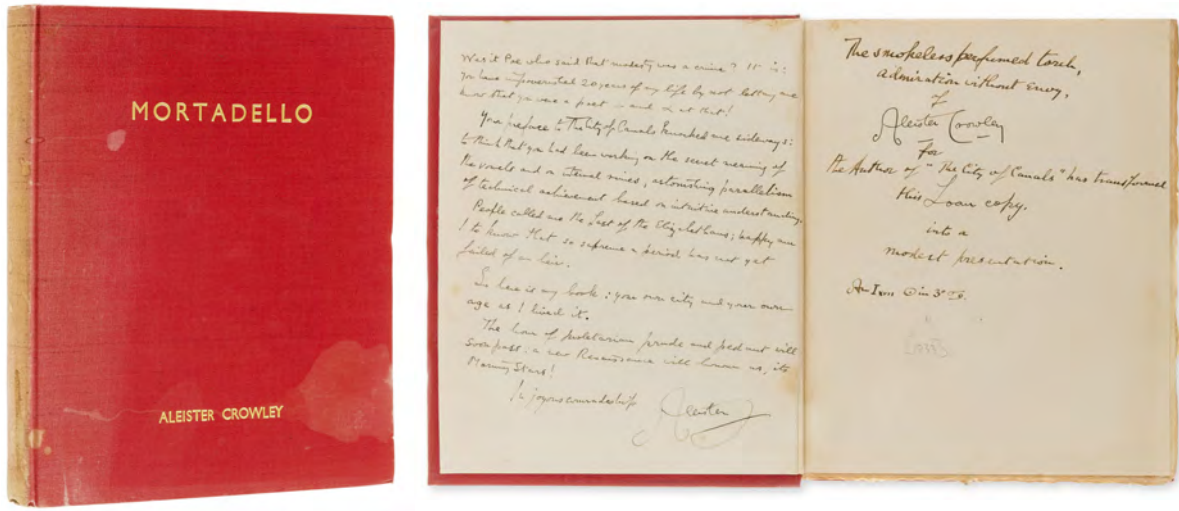 MORTADELLO
ALEISTER CROWLEY
Was it Poe who said that modesty was a crime? It is:
you have impoverished 20 years of my life by not letting me
know that you were a poet — and at that!
Your preface to The City of Canals knocked me sideways:
to think that you had been working on the secret meaning of
the vowels and on internal rimes, astonishing parallelism
of technical achievement based on intuitive understanding.
People called me the Last of the Elizabethans; happy am
I to know that so supreme a period has not yet
failed of an heir.
So here is my book: your own city and your own
age as I lived it.
The hour of proletarian prude and pedant will
soon pass: a new Renaissance will honour us, its
Morning Stars!
In joyous comradeship
Aleister
The smokeless perfumed torch,
admiration without envy,
of
Aleister Crowley
for
the Author of "The City of Canals" has transformed
this Loan copy.
into a
modest presentation.